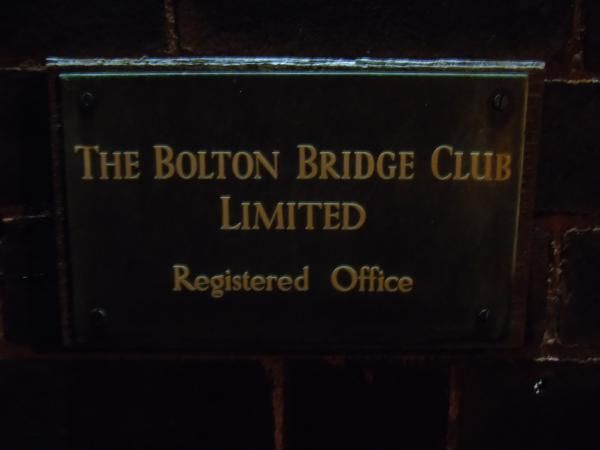 The Bolton Bridge Club
Limited
Registered Office